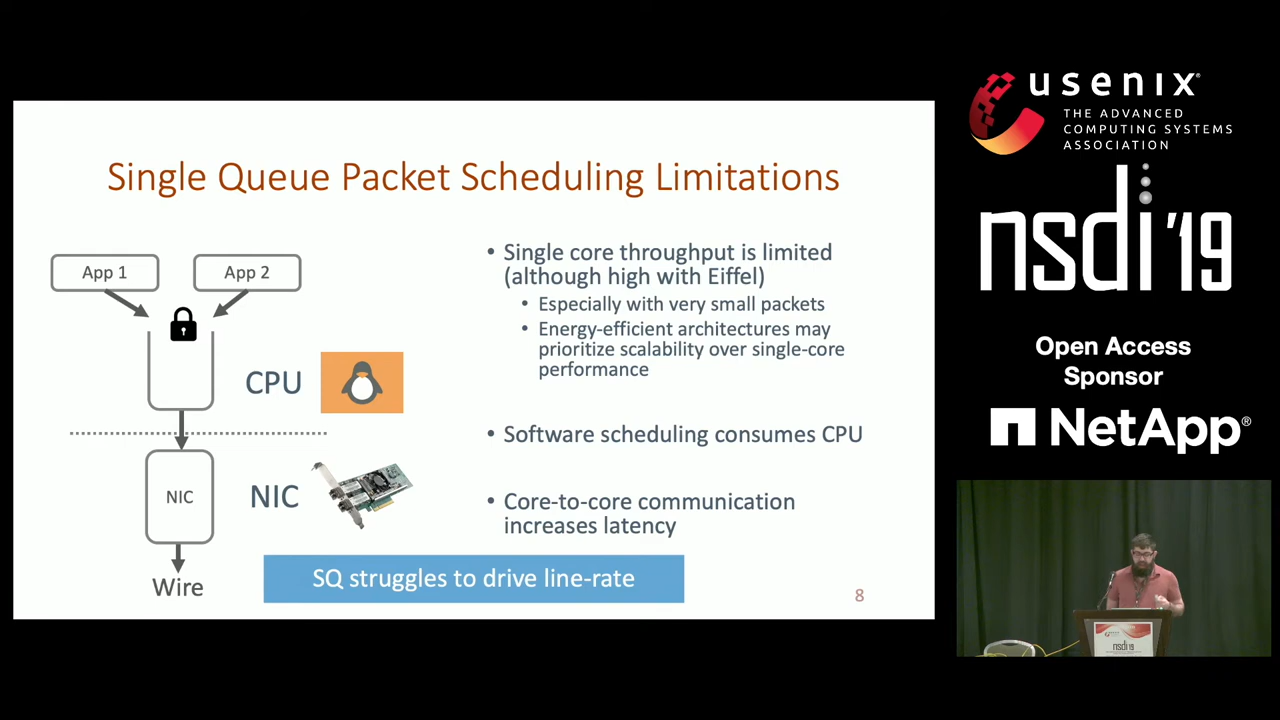 Single Queue Packet Scheduling Limitations
App 1
App 2
CPU
NIC
NIC
Wire
• Single core throughput is limited
(although high with Eiffel)
• Especially with very small packets
• Energy-efficient architectures may
prioritize scalability over single-core
performance
• Software scheduling consumes CPU
• Core-to-core communication
increases latency
SQ struggles to drive line-rate
8
usenix®
THE ADVANCED
COMPUTING SYSTEMS
ASSOCIATION
nsdi '19
Open Access
Sponsor
NetApp®
usenix
nsdi 19